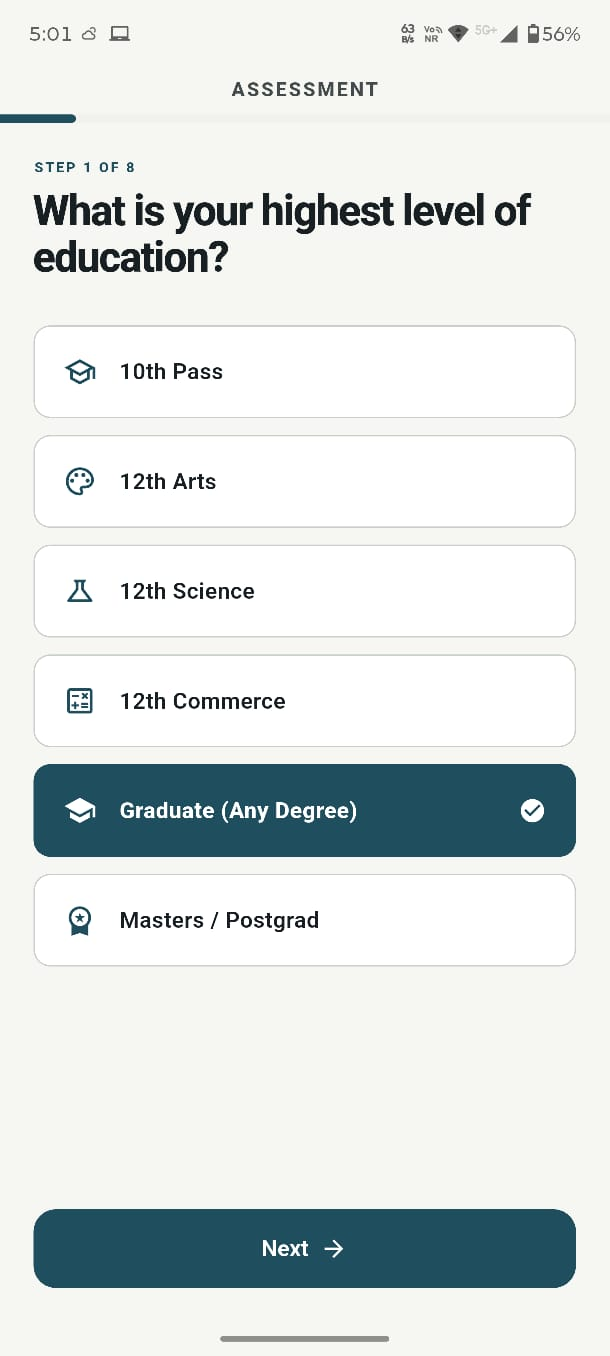 5:01
63 B/s
Vo NR
5G+
56%
ASSESSMENT
STEP 1 OF 8
What is your highest level of
education?
10th Pass
12th Arts
12th Science
12th Commerce
Graduate (Any Degree)
Masters / Postgrad
Next